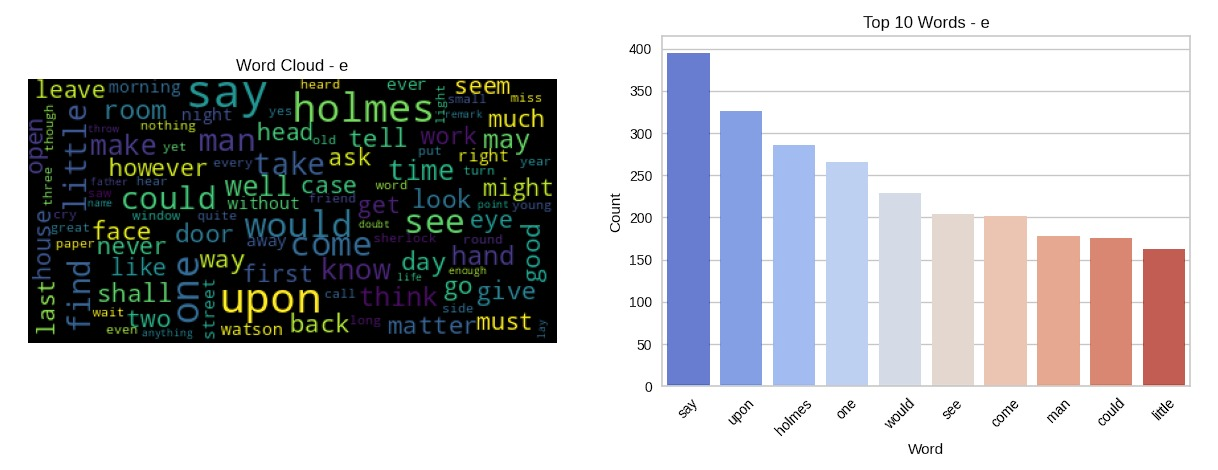 Word Cloud - e
leave morning say heard ever seem
room night yes holmes light small miss
open though little throw nothing man head old tell remark work much may
make yet however every take ask time put right turn year
three father hear saw name could well case without friend word get look point might young
cry great window quite would see eye
house paper face never door away come doubt sherlock round good
like way first know life day enough hand
last find shall one street upon call think go give
wait two even anything watson back long matter side must lay
Top 10 Words - e
400
350
300
250
200
150
100
50
0
Count
say upon holmes one would see come man could little
Word